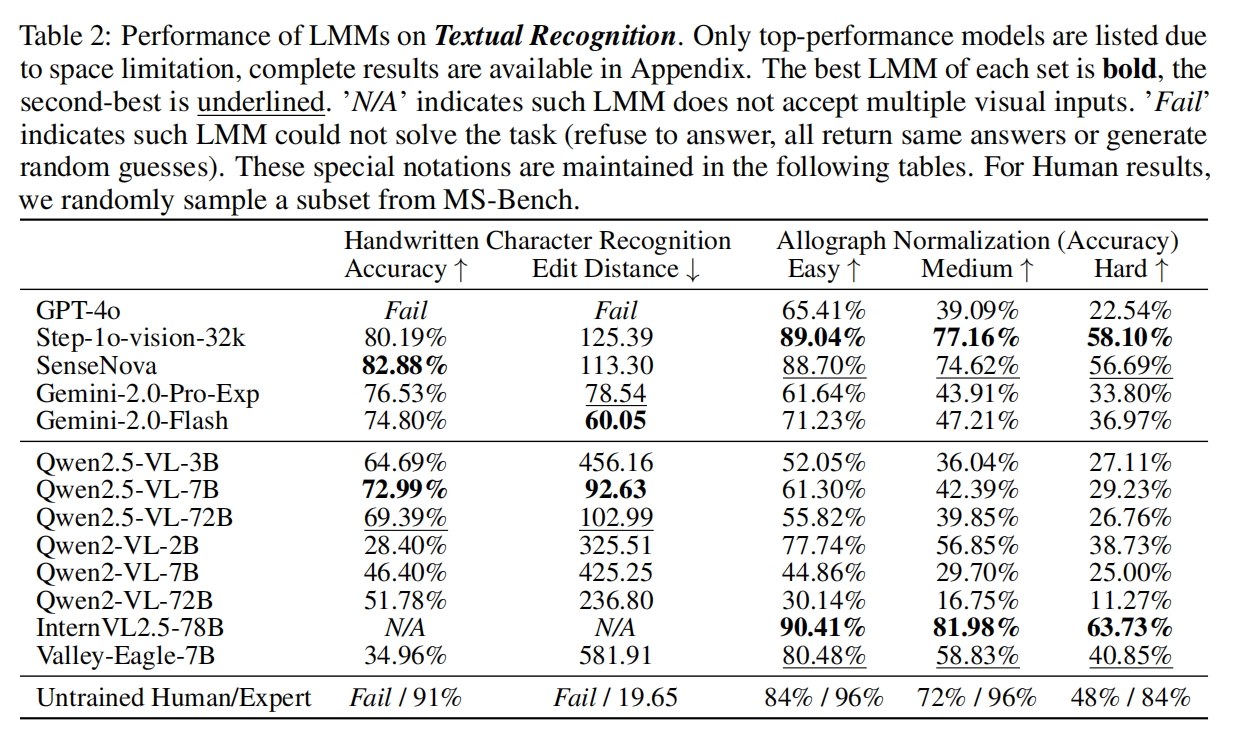 Table 2: Performance of LMMs on Textual Recognition. Only top-performance models are listed due
to space limitation, complete results are available in Appendix. The best LMM of each set is bold, the
second-best is underlined. ’N/A’ indicates such LMM does not accept multiple visual inputs. ’Fail’
indicates such LMM could not solve the task (refuse to answer, all return same answers or generate
random guesses). These special notations are maintained in the following tables. For Human results,
we randomly sample a subset from MS-Bench.
Handwritten Character Recognition Allograph Normalization (Accuracy)
Accuracy ↑ Edit Distance ↓ Easy ↑ Medium ↑ Hard ↑
GPT-4o Fail Fail 65.41% 39.09% 22.54%
Step-1o-vision-32k 80.19% 125.39 89.04% 77.16% 58.10%
SenseNova 82.88% 113.30 88.70% 74.62% 56.69%
Gemini-2.0-Pro-Exp 76.53% 78.54 61.64% 43.91% 33.80%
Gemini-2.0-Flash 74.80% 60.05 71.23% 47.21% 36.97%
Qwen2.5-VL-3B 64.69% 456.16 52.05% 36.04% 27.11%
Qwen2.5-VL-7B 72.99% 92.63 61.30% 42.39% 29.23%
Qwen2.5-VL-72B 69.39% 102.99 55.82% 39.85% 26.76%
Qwen2-VL-2B 28.40% 325.51 77.74% 56.85% 38.73%
Qwen2-VL-7B 46.40% 425.25 44.86% 29.70% 25.00%
Qwen2-VL-72B 51.78% 236.80 30.14% 16.75% 11.27%
InternVL2.5-78B N/A N/A 90.41% 81.98% 63.73%
Valley-Eagle-7B 34.96% 581.91 80.48% 58.83% 40.85%
Untrained Human/Expert Fail / 91% Fail / 19.65 84% / 96% 72% / 96% 48% / 84%